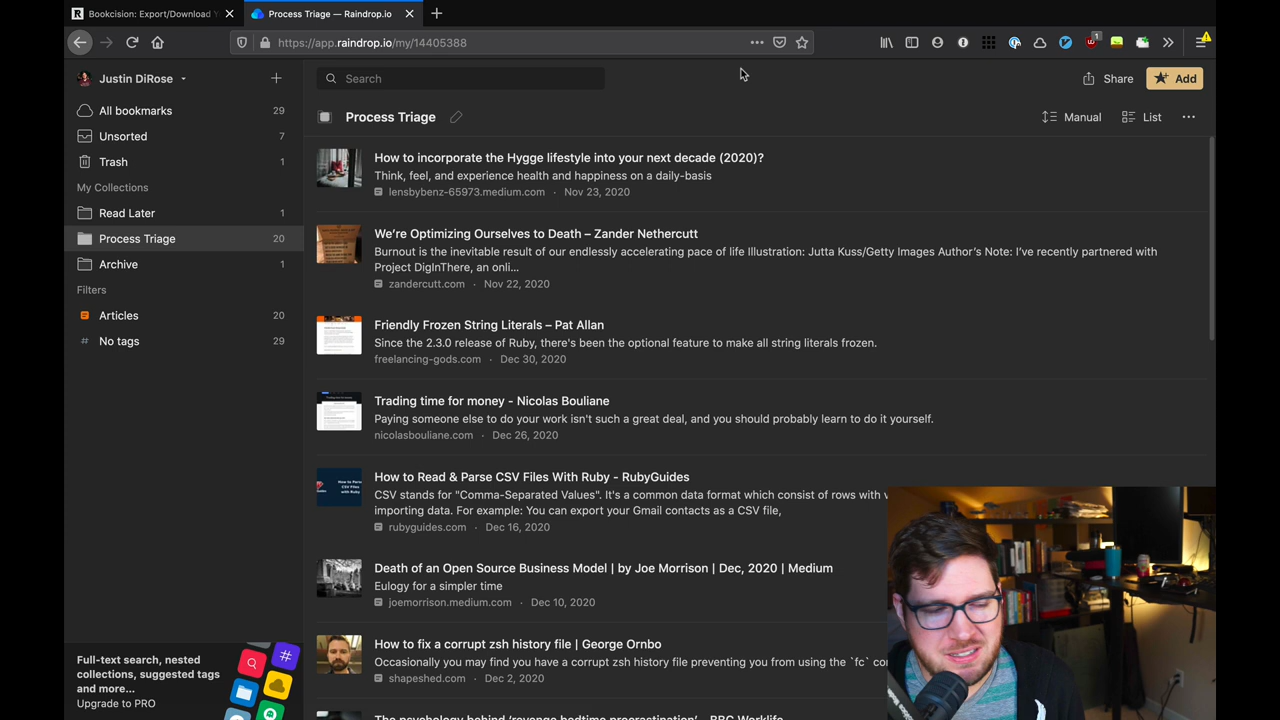 Bookcision: Export/Download Y
Process Triage — Raindrop.io
https://app.raindrop.io/my/14405388
1
Justin DiRose
Search
Share
Add
All bookmarks 29
Unsorted 7
Trash 1
My Collections
Read Later 1
Process Triage 20
Archive 1
Filters
Articles 20
# No tags 29
Full-text search, nested
collections, suggested tags
and more...
Upgrade to PRO
Process Triage
Manual
List
How to incorporate the Hygge lifestyle into your next decade (2020)?
Think, feel, and experience health and happiness on a daily-basis
lensbybenz-65973.medium.com · Nov 23, 2020
We're Optimizing Ourselves to Death – Zander Nethercutt
Burnout is the inevitable result of our endlessly accelerating pace of life Illustration: Jutta Kuss/Getty Images Author's Note: I've recently partnered with
Project DigInThere, an onli...
zandercutt.com · Nov 22, 2020
Friendly Frozen String Literals – Pat Allan
Since the 2.3.0 release of Ruby, there's been the optional feature to make all string literals frozen.
freelancing-gods.com · Dec 30, 2020
Trading time for money - Nicolas Bouliane
Paying someone else to do your work isn't such a great deal, and you should probably learn to do it yourself.
nicolasbouliane.com · Dec 26, 2020
How to Read & Parse CSV Files With Ruby - RubyGuides
CSV stands for "Comma-Separated Values". It's a common data format which consist of rows with v
importing data. For example: You can export your Gmail contacts as a CSV file,
rubyguides.com · Dec 16, 2020
Death of an Open Source Business Model | by Joe Morrison | Dec, 2020 | Medium
Eulogy for a simpler time
joemorrison.medium.com · Dec 10, 2020
How to fix a corrupt zsh history file | George Ornbo
Occasionally you may find you have a corrupt zsh history file preventing you from using the `fc` co
shapeshed.com · Dec 2, 2020
The psychology behind 'revenge bedtime procrastination' - BBC Worklife